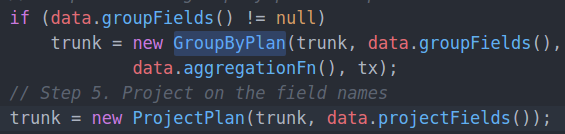 if (data.groupFields() != null)
trunk = new GroupByPlan(trunk, data.groupFields(),
data.aggregationFn(), tx);
// Step 5. Project on the field names
trunk = new ProjectPlan(trunk, data.projectFields());